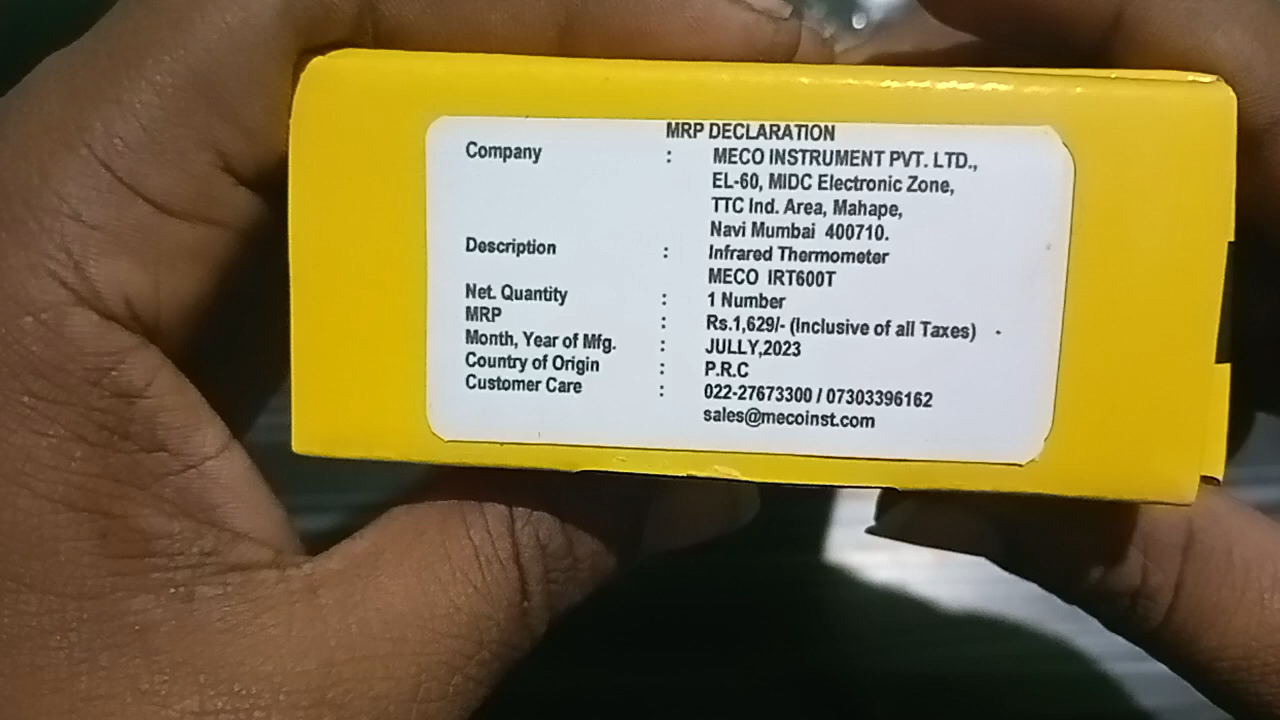 MRP DECLARATION
Company : MECO INSTRUMENT PVT. LTD.,
EL-60, MIDC Electronic Zone,
TTC Ind. Area, Mahape,
Navi Mumbai 400710.
Description : Infrared Thermometer
MECO IRT600T
Net. Quantity : 1 Number
MRP : Rs.1,629/- (Inclusive of all Taxes)
Month, Year of Mfg. : JULLY,2023
Country of Origin : P.R.C
Customer Care : 022-27673300 / 07303396162
sales@mecoinst.com